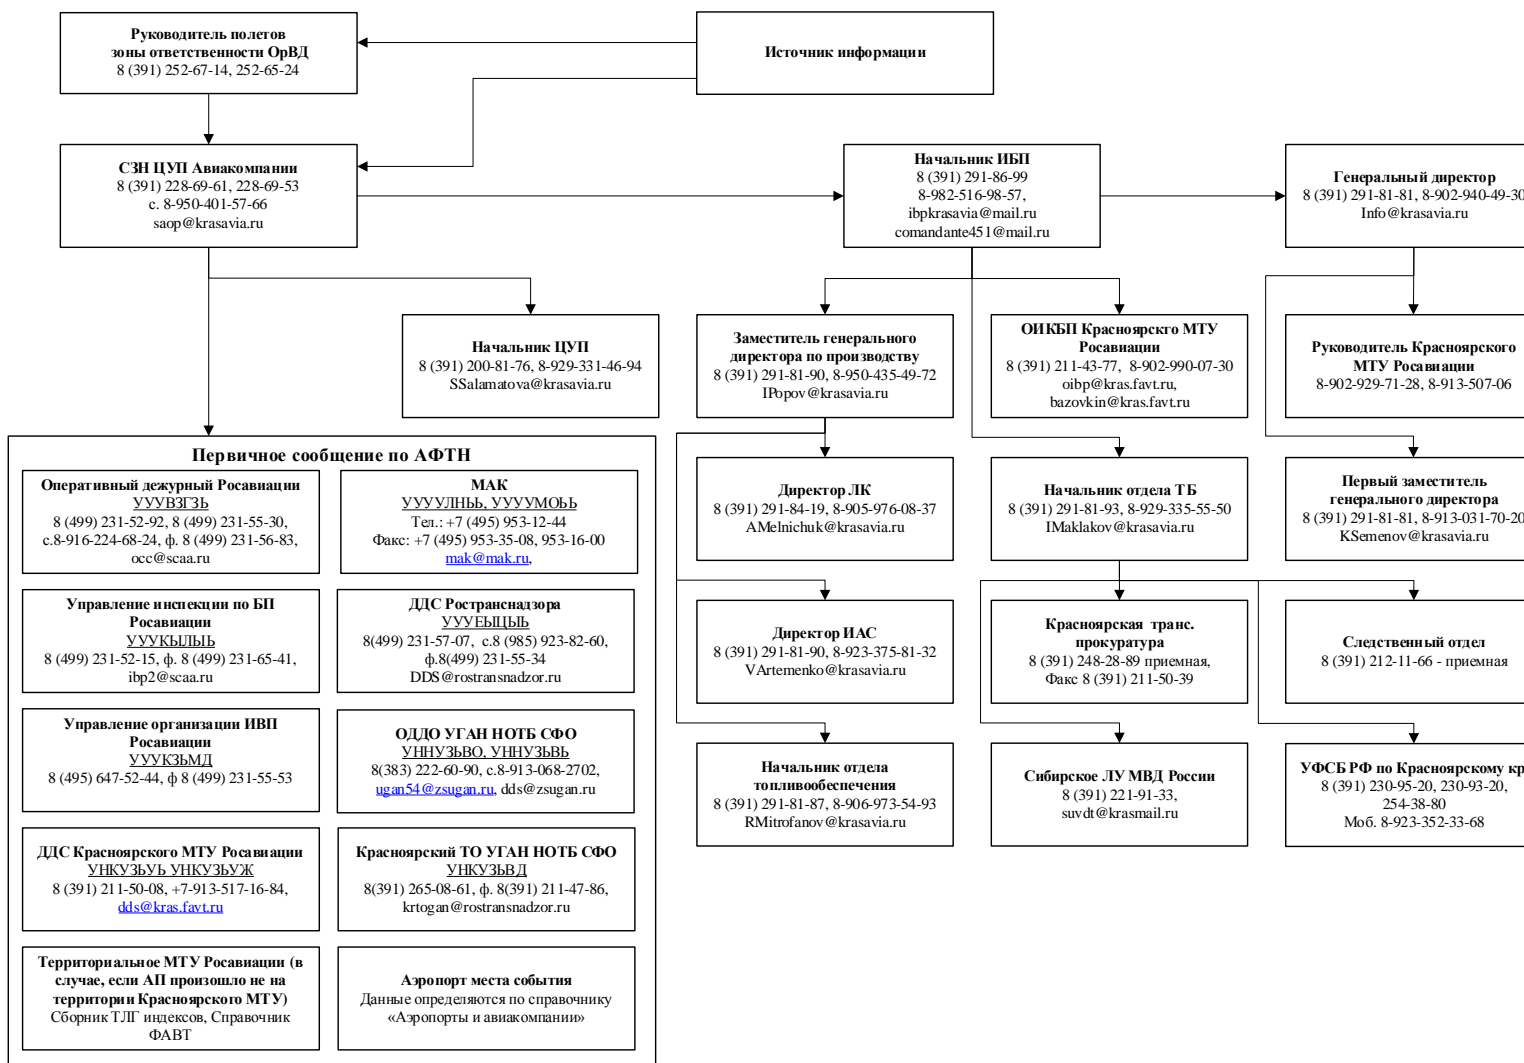 Руководитель полетов
зоны ответственности ОрВД
8 (391) 252-67-14, 252-65-24
Источник информации
СЗН ЦУП Авиакомпании
8 (391) 228-69-61, 228-69-53
с. 8-950-401-57-66
saop@krasavia.ru
Начальник ИБП
8 (391) 291-86-99
8-982-516-98-57,
ibpkrasavia@mail.ru
comandante451@mail.ru
Генеральный директор
8 (391) 291-81-81, 8-902-940-49-30
Info@krasavia.ru
Начальник ЦУП
8 (391) 200-81-76, 8-929-331-46-94
SSalamatova@krasavia.ru
Заместитель генерального
директора по производству
8 (391) 291-81-90, 8-950-435-49-72
IPopov@krasavia.ru
ОИКБП Красноярскго МТУ
Росавиации
8 (391) 211-43-77, 8-902-990-07-30
oibp@kras.favt.ru,
bazovkin@kras.favt.ru
Руководитель Красноярского
МТУ Росавиации
8-902-929-71-28, 8-913-507-06
Первичное сообщение по АФТН
Оперативный дежурный Росавиации
УУУВЗГЗЬ
8 (499) 231-52-92, 8 (499) 231-55-30,
с.8-916-224-68-24, ф. 8 (499) 231-56-83,
occ@scaa.ru
МАК
УУУУЛНЬЬ, УУУУМОЬЬ
Тел.: +7 (495) 953-12-44
Факс: +7 (495) 953-35-08, 953-16-00
mak@mak.ru,
Директор ЛК
8 (391) 291-84-19, 8-905-976-08-37
AMelnichuk@krasavia.ru
Начальник отдела ТБ
8 (391) 291-81-93, 8-929-335-55-50
IMaklakov@krasavia.ru
Первый заместитель
генерального директора
8 (391) 291-81-81, 8-913-031-70-20
KSemenov@krasavia.ru
Управление инспекции по БП
Росавиации
УУУКЫЛЫЬ
8 (499) 231-52-15, ф. 8 (499) 231-65-41,
ibp2@scaa.ru
ДДС Ространснадзора
УУУЕЫЦЫЬ
8(499) 231-57-07, с.8 (985) 923-82-60,
ф.8(499) 231-55-34
DDS@rostransnadzor.ru
Директор ИАС
8 (391) 291-81-90, 8-923-375-81-32
VArtemenko@krasavia.ru
Красноярская транс.
прокуратура
8 (391) 248-28-89 приемная,
Факс 8 (391) 211-50-39
Следственный отдел
8 (391) 212-11-66 - приемная
Управление организации ИВП
Росавиации
УУУКЗЬМД
8 (495) 647-52-44, ф 8 (499) 231-55-53
ОДДО УГАН НОТБ СФО
УННУЗЬВО, УННУЗЬВЬ
8(383) 222-60-90, с.8-913-068-2702,
ugan54@zsugan.ru, dds@zsugan.ru
Начальник отдела
топливообеспечения
8 (391) 291-81-87, 8-906-973-54-93
RMitrofanov@krasavia.ru
Сибирское ЛУ МВД России
8 (391) 221-91-33,
suvdt@krasmail.ru
УФСБ РФ по Красноярскому кр
8 (391) 230-95-20, 230-93-20,
254-38-80
Моб. 8-923-352-33-68
ДДС Красноярского МТУ Росавиации
УНКУЗЬУЬ УНКУЗЬУЖ
8 (391) 211-50-08, +7-913-517-16-84,
dds@kras.favt.ru
Красноярский ТО УГАН НОТБ СФО
УНКУЗЬВД
8(391) 265-08-61, ф. 8(391) 211-47-86,
krtogan@rostransnadzor.ru
Территориальное МТУ Росавиации (в
случае, если АП произошло не на
территории Красноярского МТУ)
Сборник ТЛГ индексов, Справочник
ФАВТ
Аэропорт места события
Данные определяются по справочнику
«Аэропорты и авиакомпании»